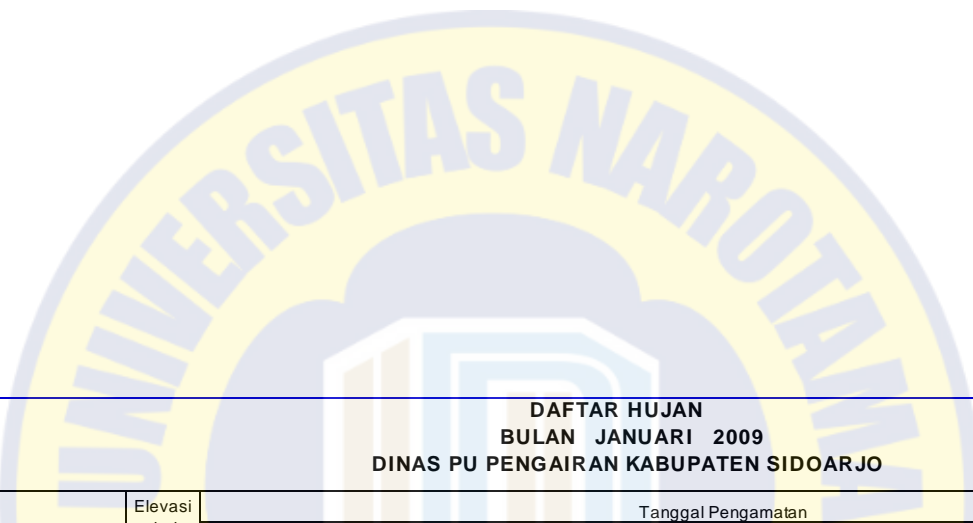 UNIVERSITAS NAROTAMA
DAFTAR HUJAN
BULAN JANUARI 2009
DINAS PU PENGAIRAN KABUPATEN SIDOARJO
Elevasi
Tanggal Pengamatan